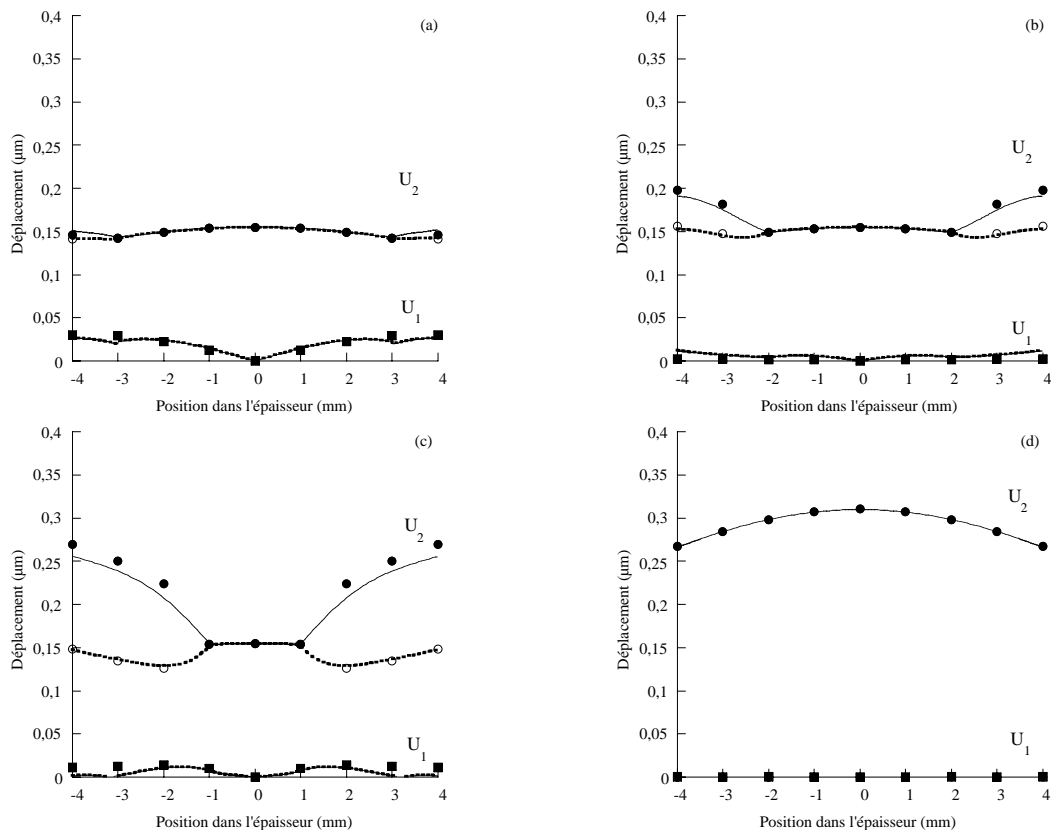 (a)
0,4
0,35
0,3
0,25
0,2
0,15
0,1
0,05
0
Déplacement (µm)
U2
U1
-4 -3 -2 -1 0 1 2 3 4
Position dans l'épaisseur (mm)
(b)
0,4
0,35
0,3
0,25
0,2
0,15
0,1
0,05
0
Déplacement (µm)
U2
U1
-4 -3 -2 -1 0 1 2 3 4
Position dans l'épaisseur (mm)
(c)
0,4
0,35
0,3
0,25
0,2
0,15
0,1
0,05
0
Déplacement (µm)
U2
U1
-4 -3 -2 -1 0 1 2 3 4
Position dans l'épaisseur (mm)
(d)
0,4
0,35
0,3
0,25
0,2
0,15
0,1
0,05
0
Déplacement (µm)
U2
U1
-4 -3 -2 -1 0 1 2 3 4
Position dans l'épaisseur (mm)